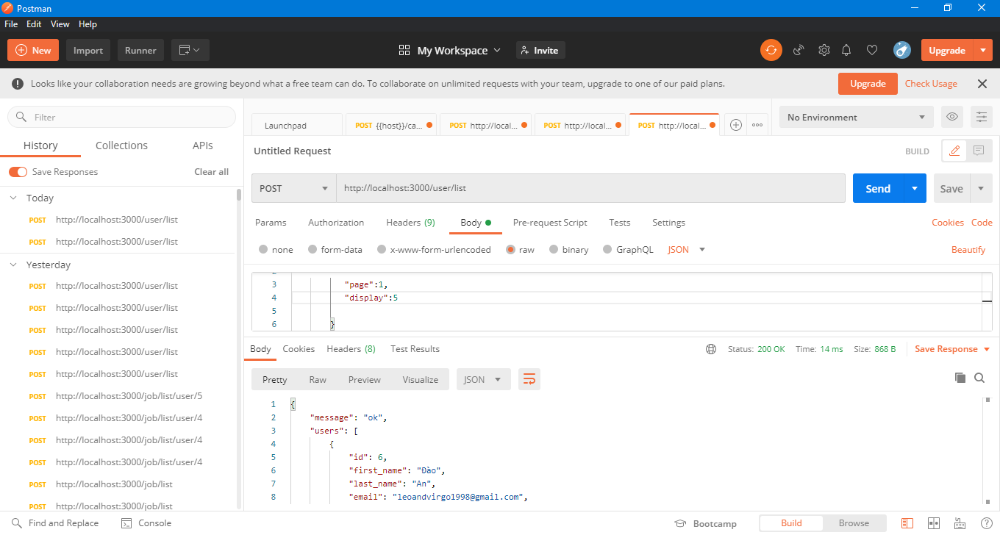 Postman
File Edit View Help
New Import Runner My Workspace Invite Upgrade
Looks like your collaboration needs are growing beyond what a free team can do. To collaborate on unlimited requests with your team, upgrade to one of our paid plans. Upgrade Check Usage
Filter
Launchpad POST {{host}}/ca... POST http://local... POST http://local... POST http://local... No Environment
History Collections APIs
Untitled Request BUILD
Save Responses Clear all
POST http://localhost:3000/user/list Send Save
Today
POST http://localhost:3000/user/list
POST http://localhost:3000/user/list
Yesterday
POST http://localhost:3000/user/list
POST http://localhost:3000/user/list
POST http://localhost:3000/user/list
POST http://localhost:3000/user/list
POST http://localhost:3000/user/list
POST http://localhost:3000/job/list/user/5
POST http://localhost:3000/job/list/user/4
POST http://localhost:3000/job/list/user/4
POST http://localhost:3000/job/list/user/4
POST http://localhost:3000/job/list
POST http://localhost:3000/job/list
Params Authorization Headers (9) Body Pre-request Script Tests Settings Cookies Code
none form-data x-www-form-urlencoded raw binary GraphQL JSON Beautify
3 "page":1,
4 "display":5
5
6 }
Body Cookies Headers (8) Test Results Status: 200 OK Time: 14 ms Size: 868 B Save Response
Pretty Raw Preview Visualize JSON
1 {
2 "message": "ok",
3 "users": [
4 {
5 "id": 6,
6 "first_name": "Đào",
7 "last_name": "An",
8 "email": "leoandvirgo1998@gmail.com",
Find and Replace Console Bootcamp Build Browse